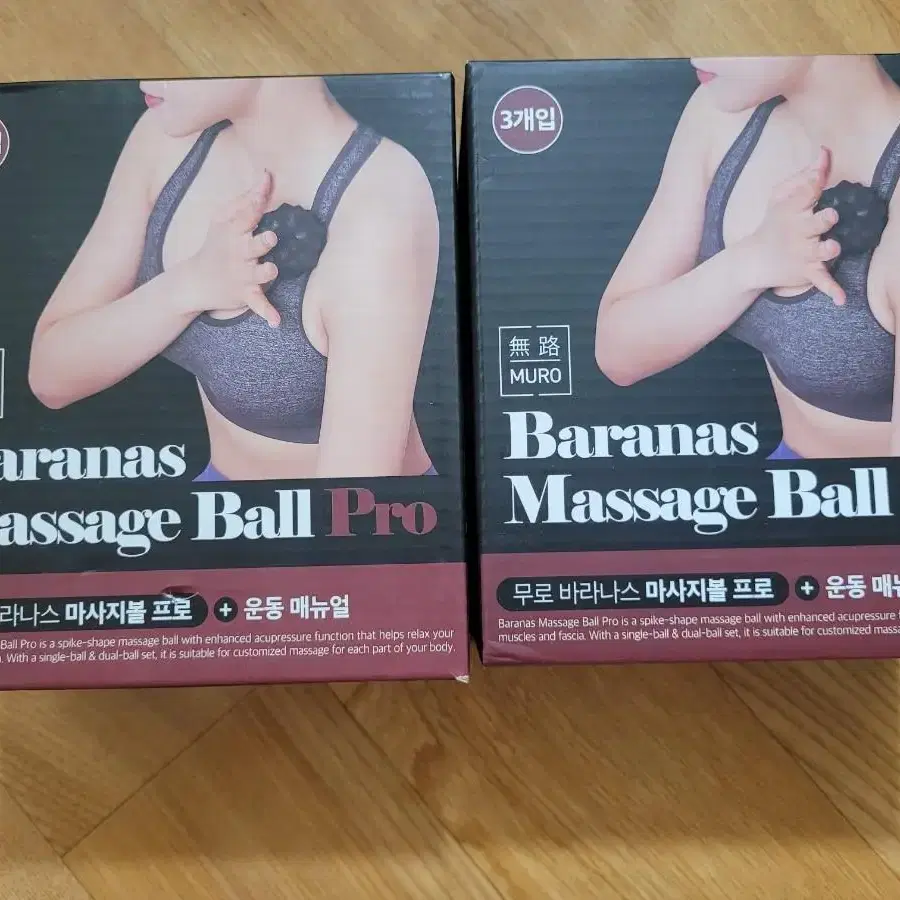 aranas
assage Ball Pro
라나스 마사지볼 프로 + 운동 매뉴얼
Ball Pro is a spike-shape massage ball with enhanced acupressure function that helps relax your
With a single-ball & dual-ball set, it is suitable for customized massage for each part of your body.
3개입
無路
MURO
Baranas
Massage Ball
무로 바라나스 마사지볼 프로 + 운동 매뉴
Baranas Massage Ball Pro is a spike-shape massage ball with enhanced acupressure
muscles and fascia. With a single-ball & dual-ball set, it is suitable for customized